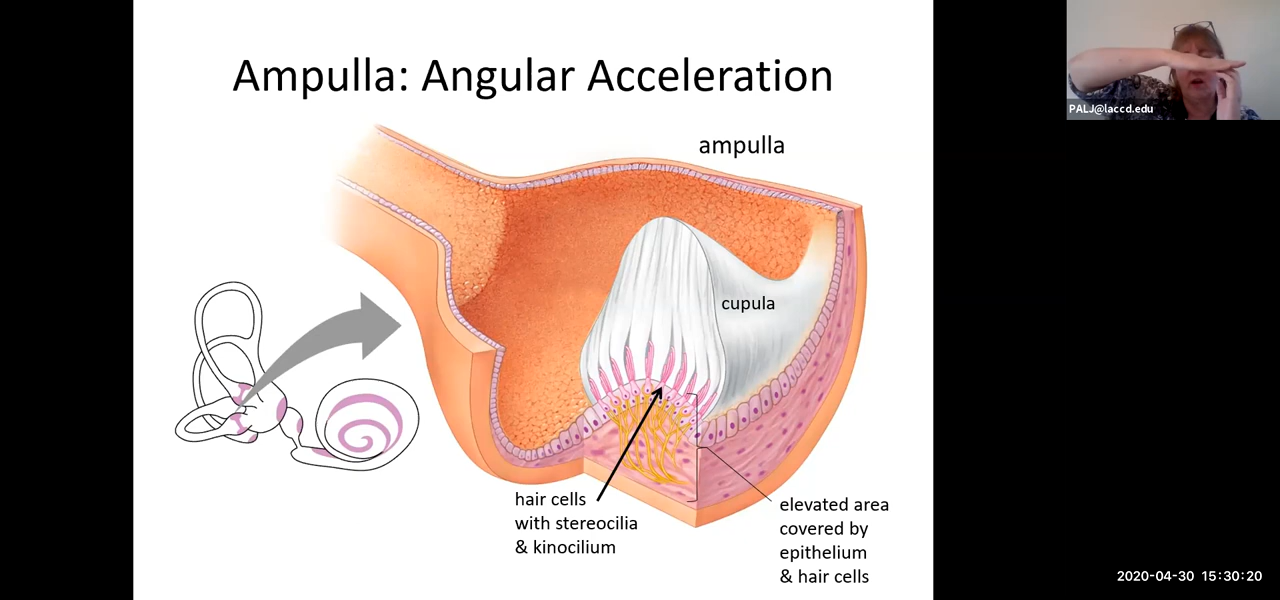 Ampulla: Angular Acceleration
PALJ@laccd.edu
ampulla
cupula
hair cells
with stereocilia
& kinocilium
elevated area
covered by
epithelium
& hair cells
2020-04-30 15:30:20